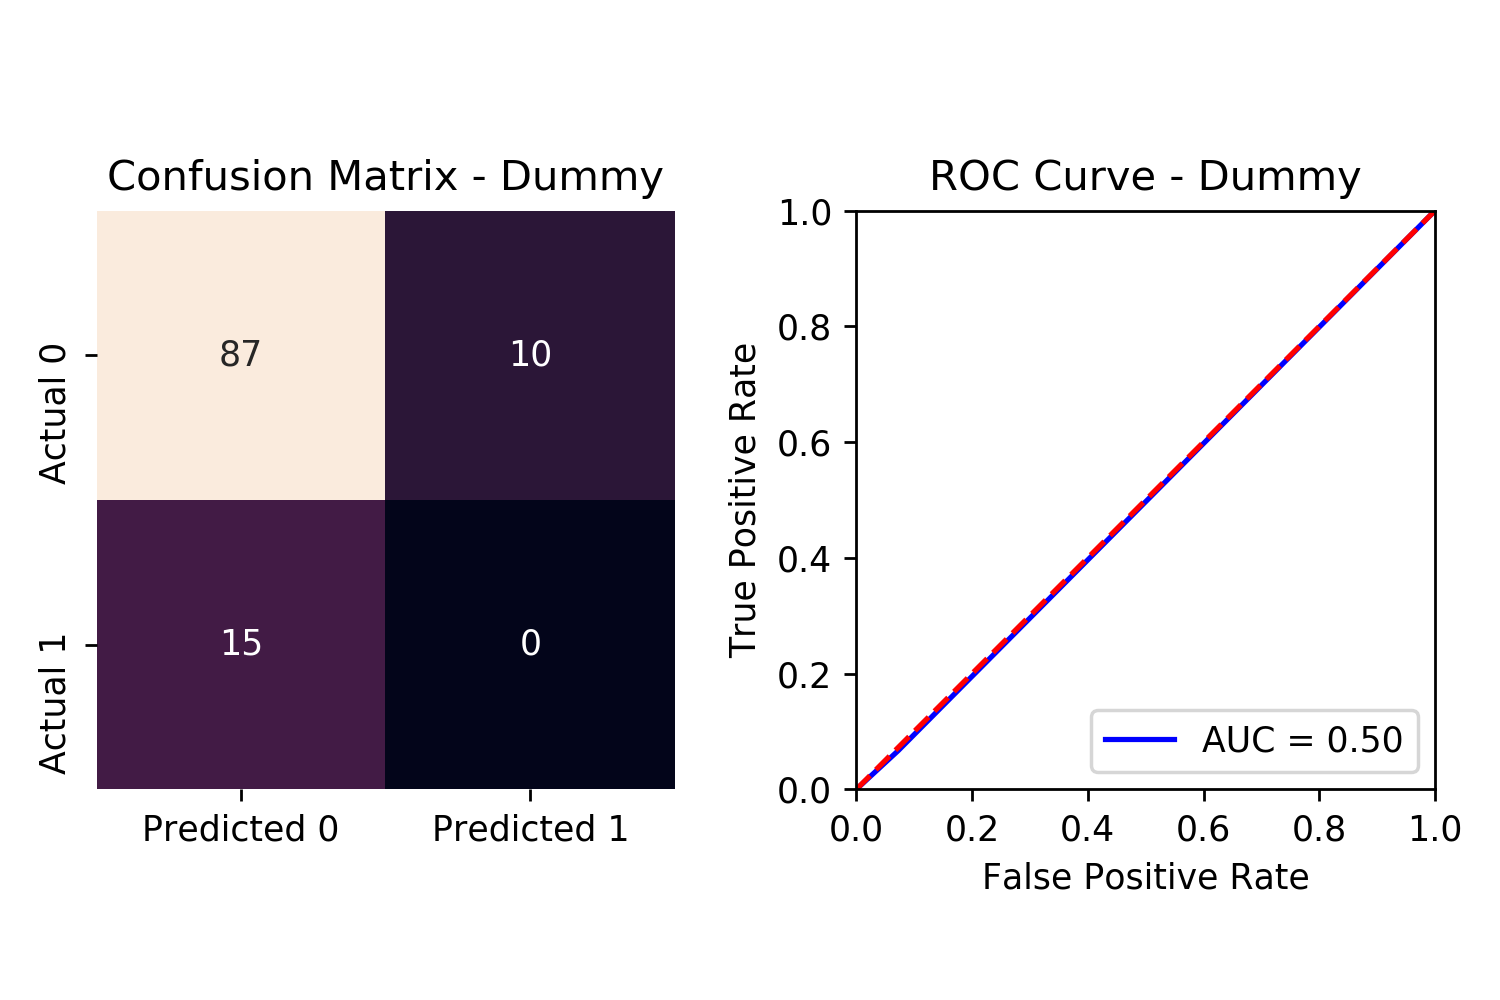 Confusion Matrix - Dummy
Actual 0
87
10
Actual 1
15
0
Predicted 0
Predicted 1
ROC Curve - Dummy
True Positive Rate
1.0
0.8
0.6
0.4
0.2
0.0
AUC = 0.50
0.0
0.2
0.4
0.6
0.8
1.0
False Positive Rate